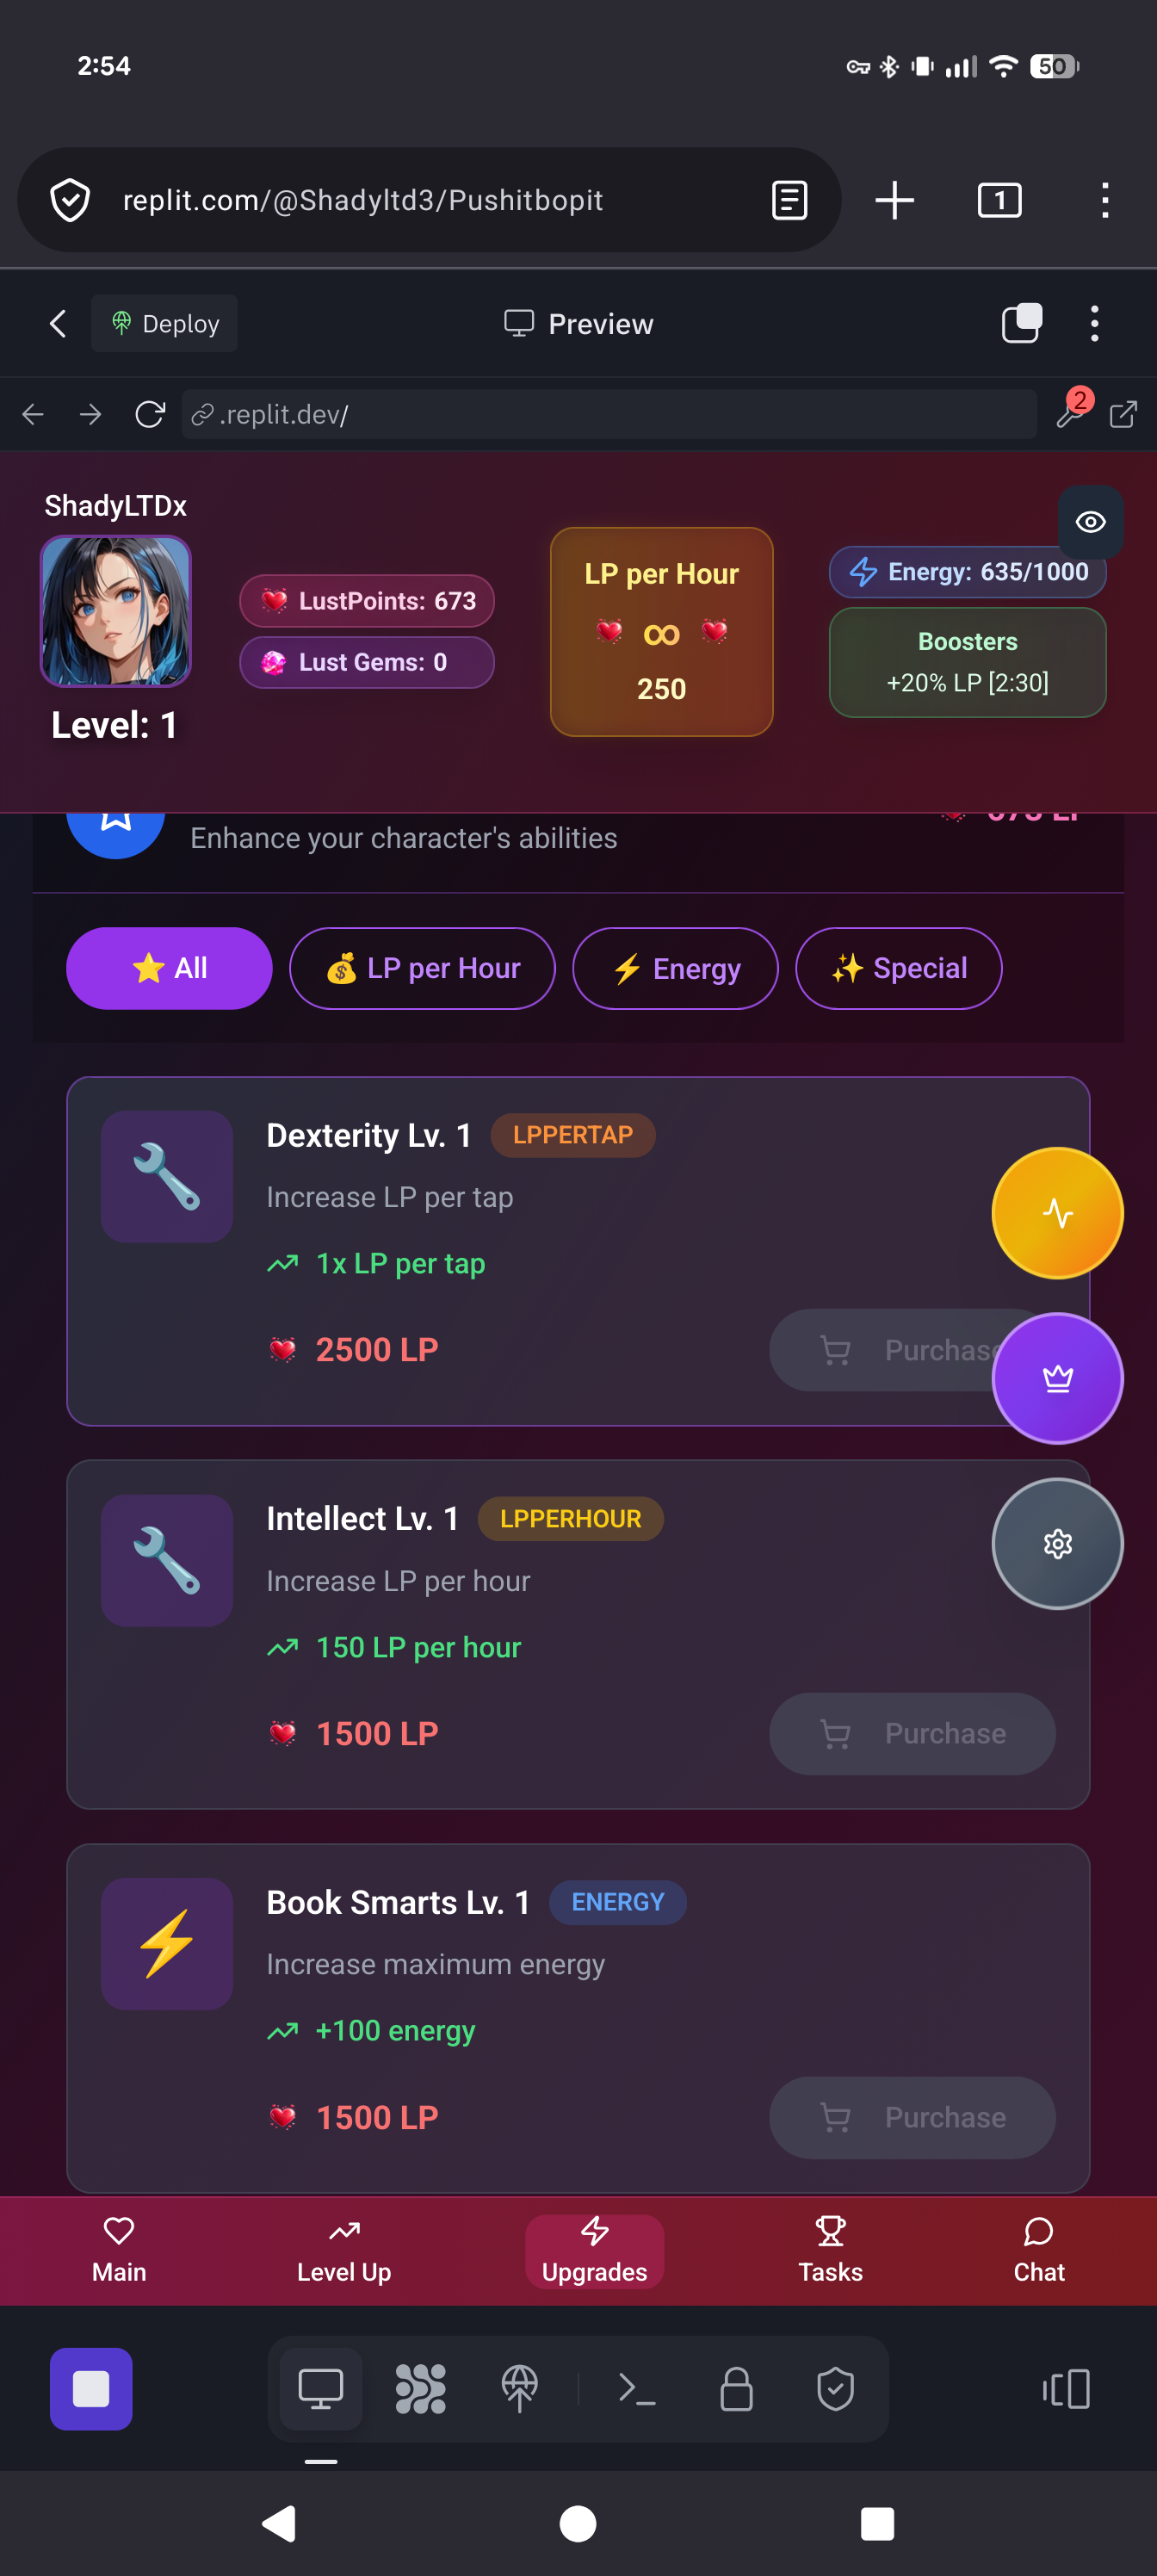 2:54
50
replit.com/@Shadyltd3/Pushitbopit
1
Deploy
Preview
.replit.dev/
2
ShadyLTDx
Level: 1
LustPoints: 673
Lust Gems: 0
LP per Hour
∞
250
Energy: 635/1000
Boosters
+20% LP [2:30]
Enhance your character's abilities
673 LP
All
LP per Hour
Energy
Special
Dexterity Lv. 1
LPPERTAP
Increase LP per tap
1x LP per tap
2500 LP
Purchase
Intellect Lv. 1
LPPERHOUR
Increase LP per hour
150 LP per hour
1500 LP
Purchase
Book Smarts Lv. 1
ENERGY
Increase maximum energy
+100 energy
1500 LP
Purchase
Main
Level Up
Upgrades
Tasks
Chat